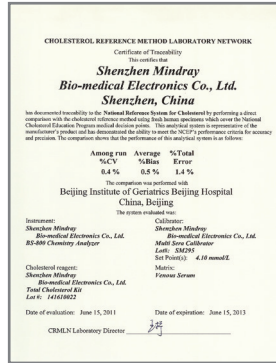 CHOLESTEROL REFERENCE METHOD LABORATORY NETWORK
Certificate of Traceability
This certifies that
Shenzhen Mindray
Bio-medical Electronics Co., Ltd.
Shenzhen, China
has documented traceability to the National Reference System for Cholesterol by performing a direct
comparison with the cholesterol reference method using fresh human specimens which cover the National
Cholesterol Education Program medical decision points. This analytical system is representative of the
manufacturer's product and has demonstrated the ability to meet the NCEP's performance criteria for accuracy
and precision. The comparison shows that the performance of this analytical system is as follows:
Among run Average %Total
%CV %Bias Error
0.4 % 0.5 % 1.4 %
The comparison was performed with
Beijing Institute of Geriatrics Beijing Hospital
China, Beijing
The system evaluated was:
Instrument: Calibrator:
Shenzhen Mindray Shenzhen Mindray
Bio-medical Electronics Co., Ltd. Bio-medical Electronics Co., Ltd.
BS-800 Chemistry Analyzer Multi Sera Calibrator
Lot#: SM295
Set Point(s): 4.10 mmol/L
Cholesterol reagent: Matrix:
Shenzhen Mindray Venous Serum
Bio-medical Electronics Co., Ltd.
Total Cholesterol Kit
Lot #: 141610022
Date of evaluation: June 15, 2011 Date of expiration: June 15, 2013
CRMLN Laboratory Director